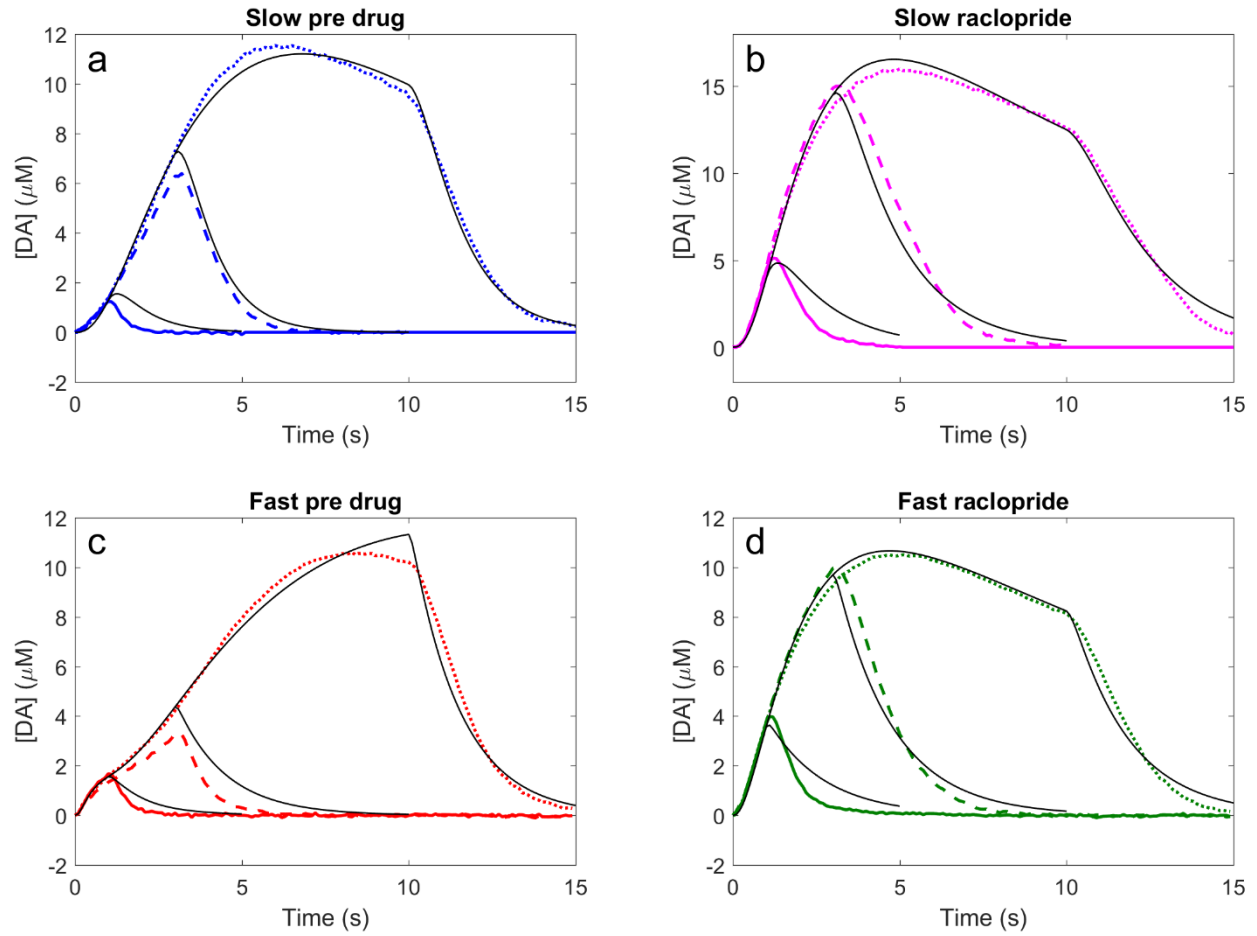 Slow pre drug
a
[DA] (μM)
12
10
8
6
4
2
0
-2
0
5
10
15
Time (s)
Slow raclopride
b
[DA] (μM)
15
10
5
0
0
5
10
15
Time (s)
Fast pre drug
c
[DA] (μM)
12
10
8
6
4
2
0
-2
0
5
10
15
Time (s)
Fast raclopride
d
[DA] (μM)
12
10
8
6
4
2
0
-2
0
5
10
15
Time (s)